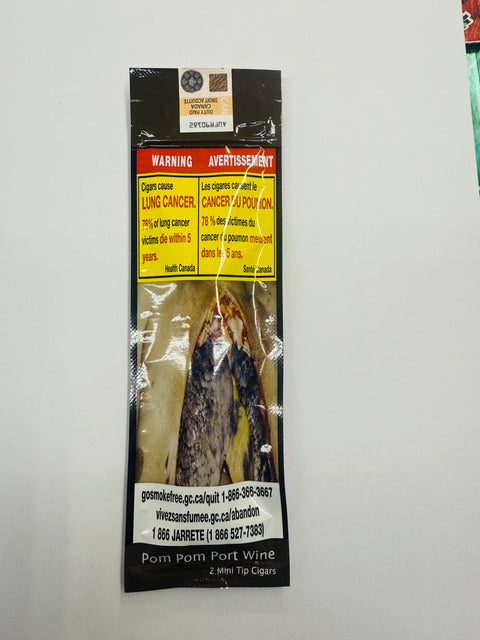 DUTY PAID
CANADA
DROIT ACQUITTÉ
AUFR90182
WARNING AVERTISSEMENT
Cigars cause
LUNG CANCER.
78% of lung cancer
victims die within 5
years.
Health Canada
Les cigares causent le
CANCER DU POUMON.
78 % des victimes du
cancer du poumon meurent
dans les 5 ans.
Santé Canada
gosmokefree.gc.ca/quit 1-866-366-3667
vivezsansfumee.gc.ca/abandon
1 866 JARRETE (1 866 527-7383)
Pom Pom Port Wine
2 Mini Tip Cigars